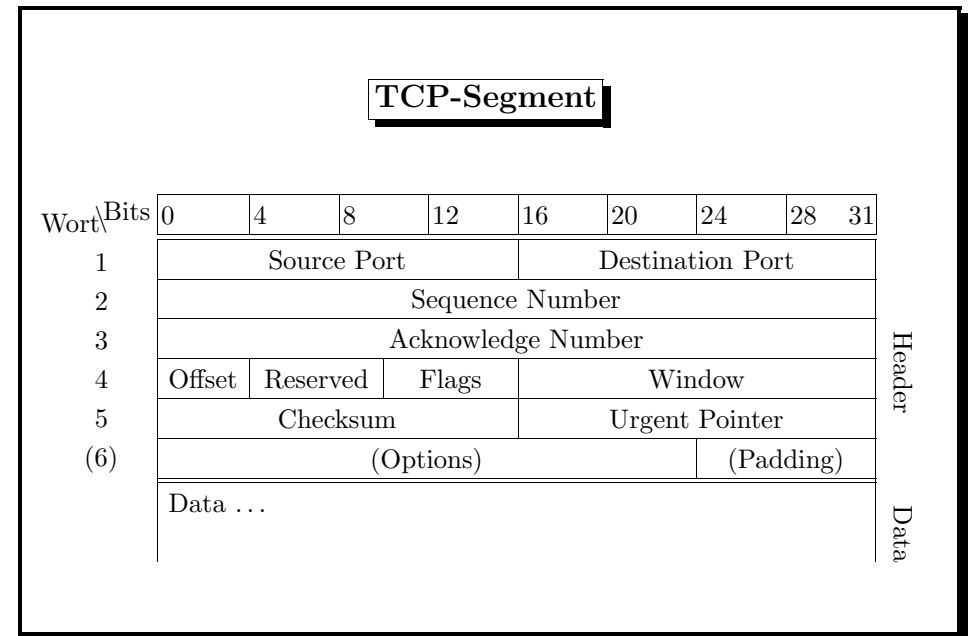 TCP-Segment
Wort\Bits 0 4 8 12 16 20 24 28 31
1 Source Port Destination Port
2 Sequence Number
3 Acknowledge Number
4 Offset Reserved Flags Window
5 Checksum Urgent Pointer
(6) (Options) (Padding)
Header
Data ...
Data